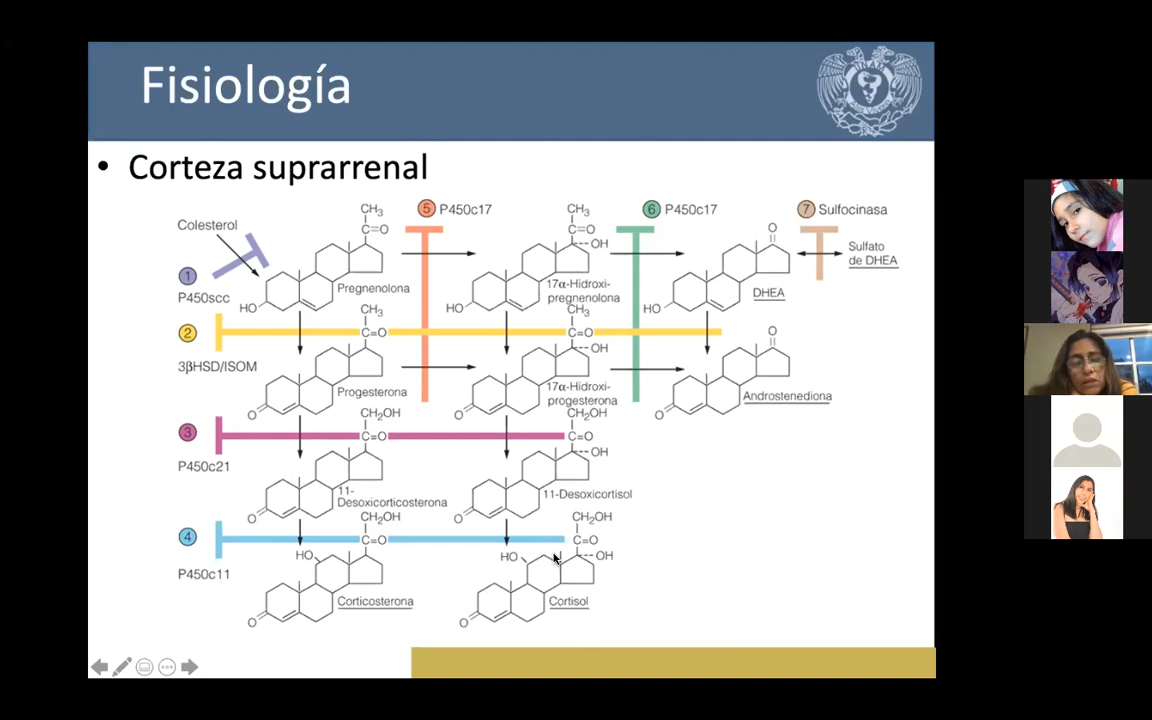 Fisiología
• Corteza suprarrenal
Colesterol
1
P450scc
2
3βHSD/ISOM
3
P450c21
4
P450c11
5 P450c17
6 P450c17
7 Sulfocinasa
CH₃
C=O
HO
Pregnenolona
CH₃
C=O
OH
HO
17α-Hidroxi-
pregnenolona
O
HO
DHEA
Sulfato
de DHEA
CH₃
C=O
O
Progesterona
CH₃
C=O
OH
O
17α-Hidroxi-
progesterona
O
O
Androstenediona
CH₂OH
C=O
O
11-
Desoxicorticosterona
CH₂OH
C=O
OH
O
11-Desoxicortisol
CH₂OH
C=O
HO
O
Corticosterona
CH₂OH
C=O
HO
OH
O
Cortisol